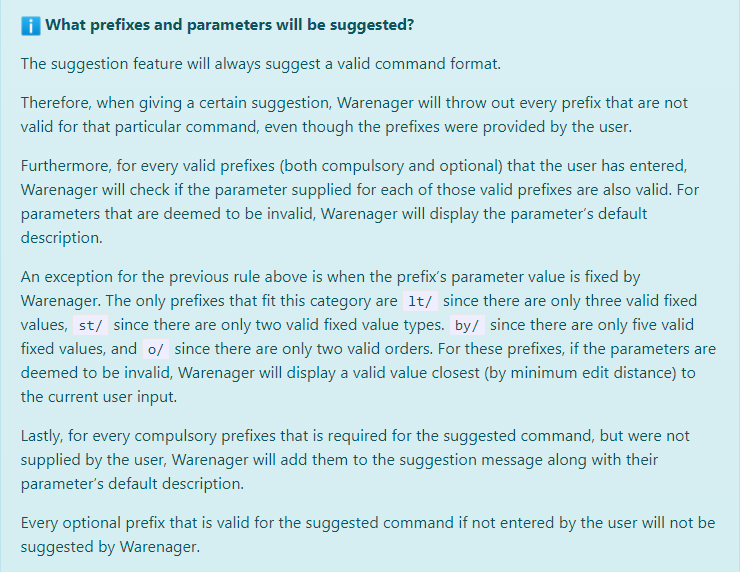 i What prefixes and parameters will be suggested?
The suggestion feature will always suggest a valid command format.
Therefore, when giving a certain suggestion, Warenager will throw out every prefix that are not
valid for that particular command, even though the prefixes were provided by the user.
Furthermore, for every valid prefixes (both compulsory and optional) that the user has entered,
Warenager will check if the parameter supplied for each of those valid prefixes are also valid. For
parameters that are deemed to be invalid, Warenager will display the parameter's default
description.
An exception for the previous rule above is when the prefix's parameter value is fixed by
Warenager. The only prefixes that fit this category are lt/ since there are only three valid fixed
values, st/ since there are only two valid fixed value types. by/ since there are only five valid
fixed values, and o/ since there are only two valid orders. For these prefixes, if the parameters are
deemed to be invalid, Warenager will display a valid value closest (by minimum edit distance) to
the current user input.
Lastly, for every compulsory prefixes that is required for the suggested command, but were not
supplied by the user, Warenager will add them to the suggestion message along with their
parameter's default description.
Every optional prefix that is valid for the suggested command if not entered by the user will not be
suggested by Warenager.